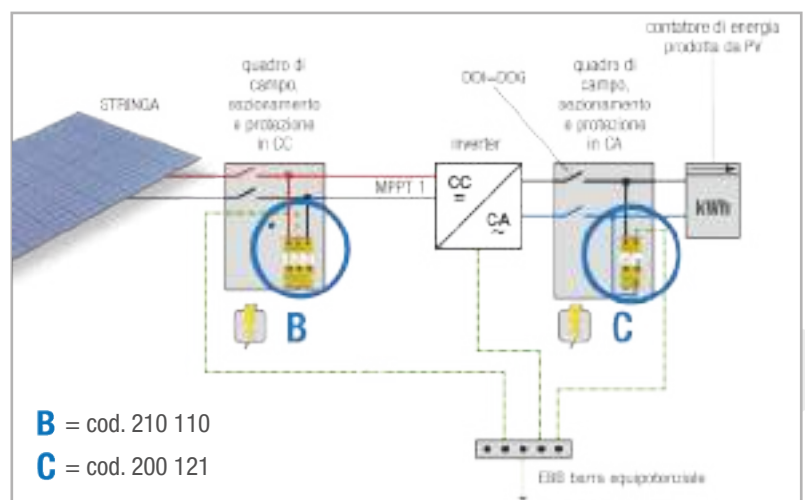 contatore di energia
prodotta da PV
quadro di
campo,
sezionamento
e protezione
in CC
quadro di
campo,
sezionamento
e protezione
in CA
DDI=DDG
STRINGA
inverter
MPPT 1
CC
=
CA
~
kWh
B
C
B = cod. 210 110
C = cod. 200 121
EBB barra equipotenziale